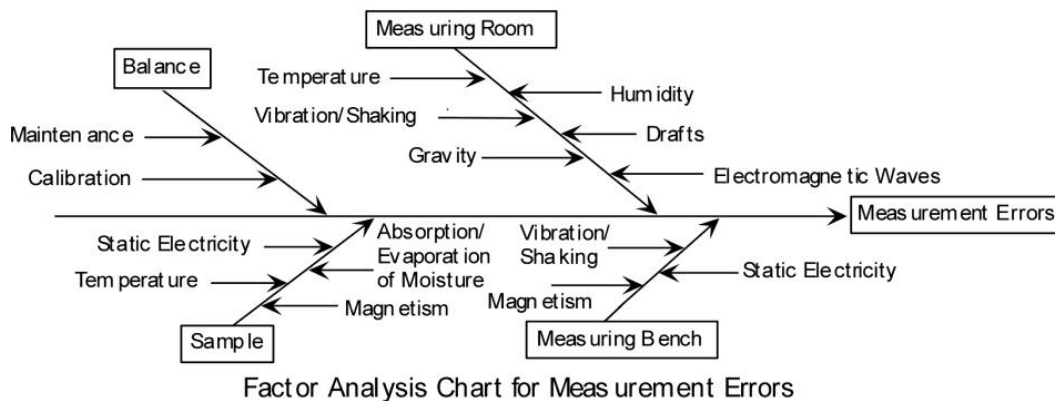 Measuring Room
Balance
Temperature
Humidity
Vibration/Shaking
Maintenance
Drafts
Gravity
Calibration
Electromagnetic Waves
Measurement Errors
Static Electricity
Absorption/
Evaporation
of Moisture
Vibration/
Shaking
Static Electricity
Temperature
Magnetism
Magnetism
Sample
Measuring Bench
Factor Analysis Chart for Measurement Errors